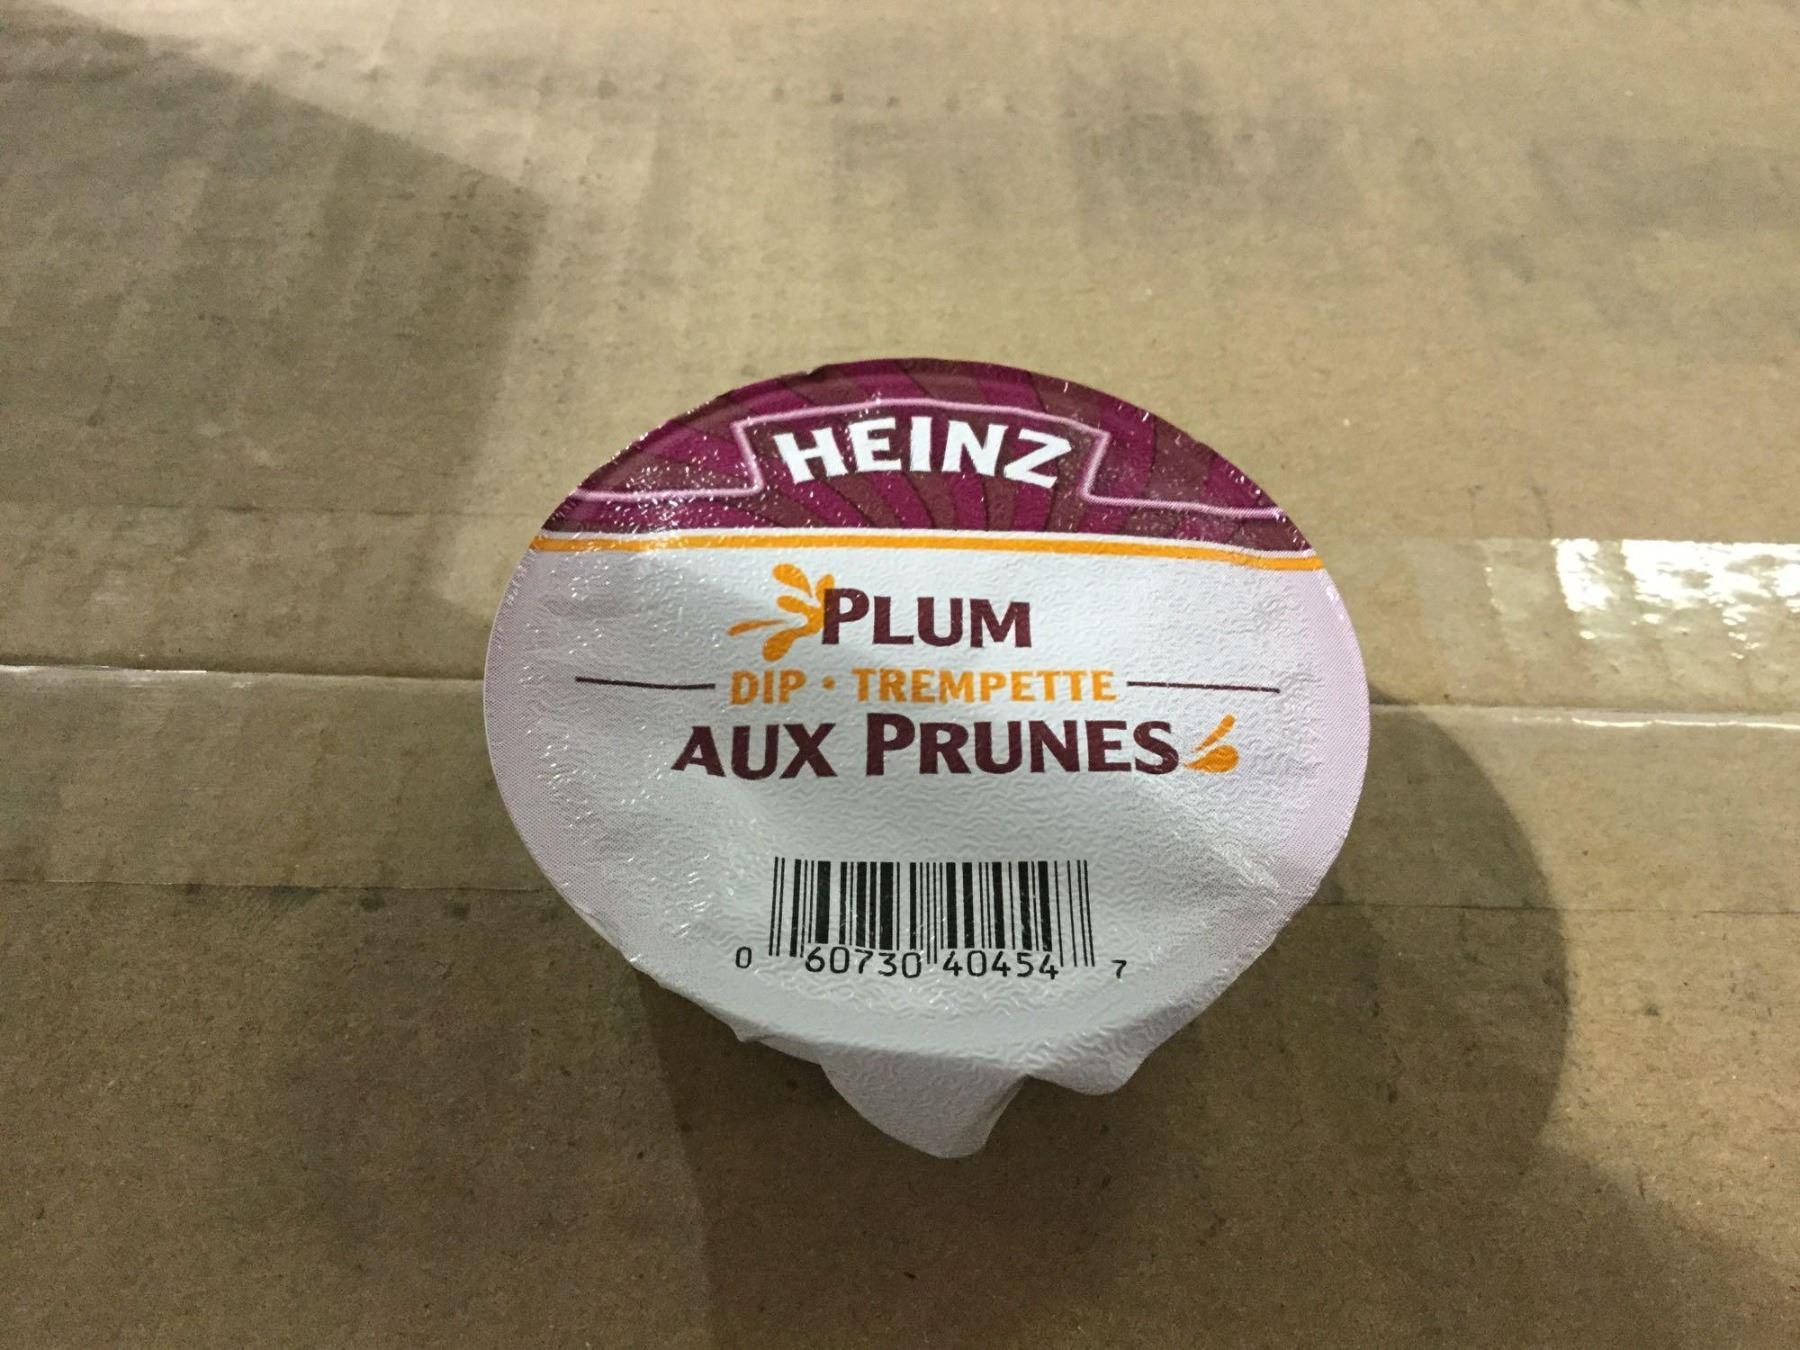 HEINZ
PLUM
DIP · TREMPETTE
AUX PRUNES
0 60730 40454 7